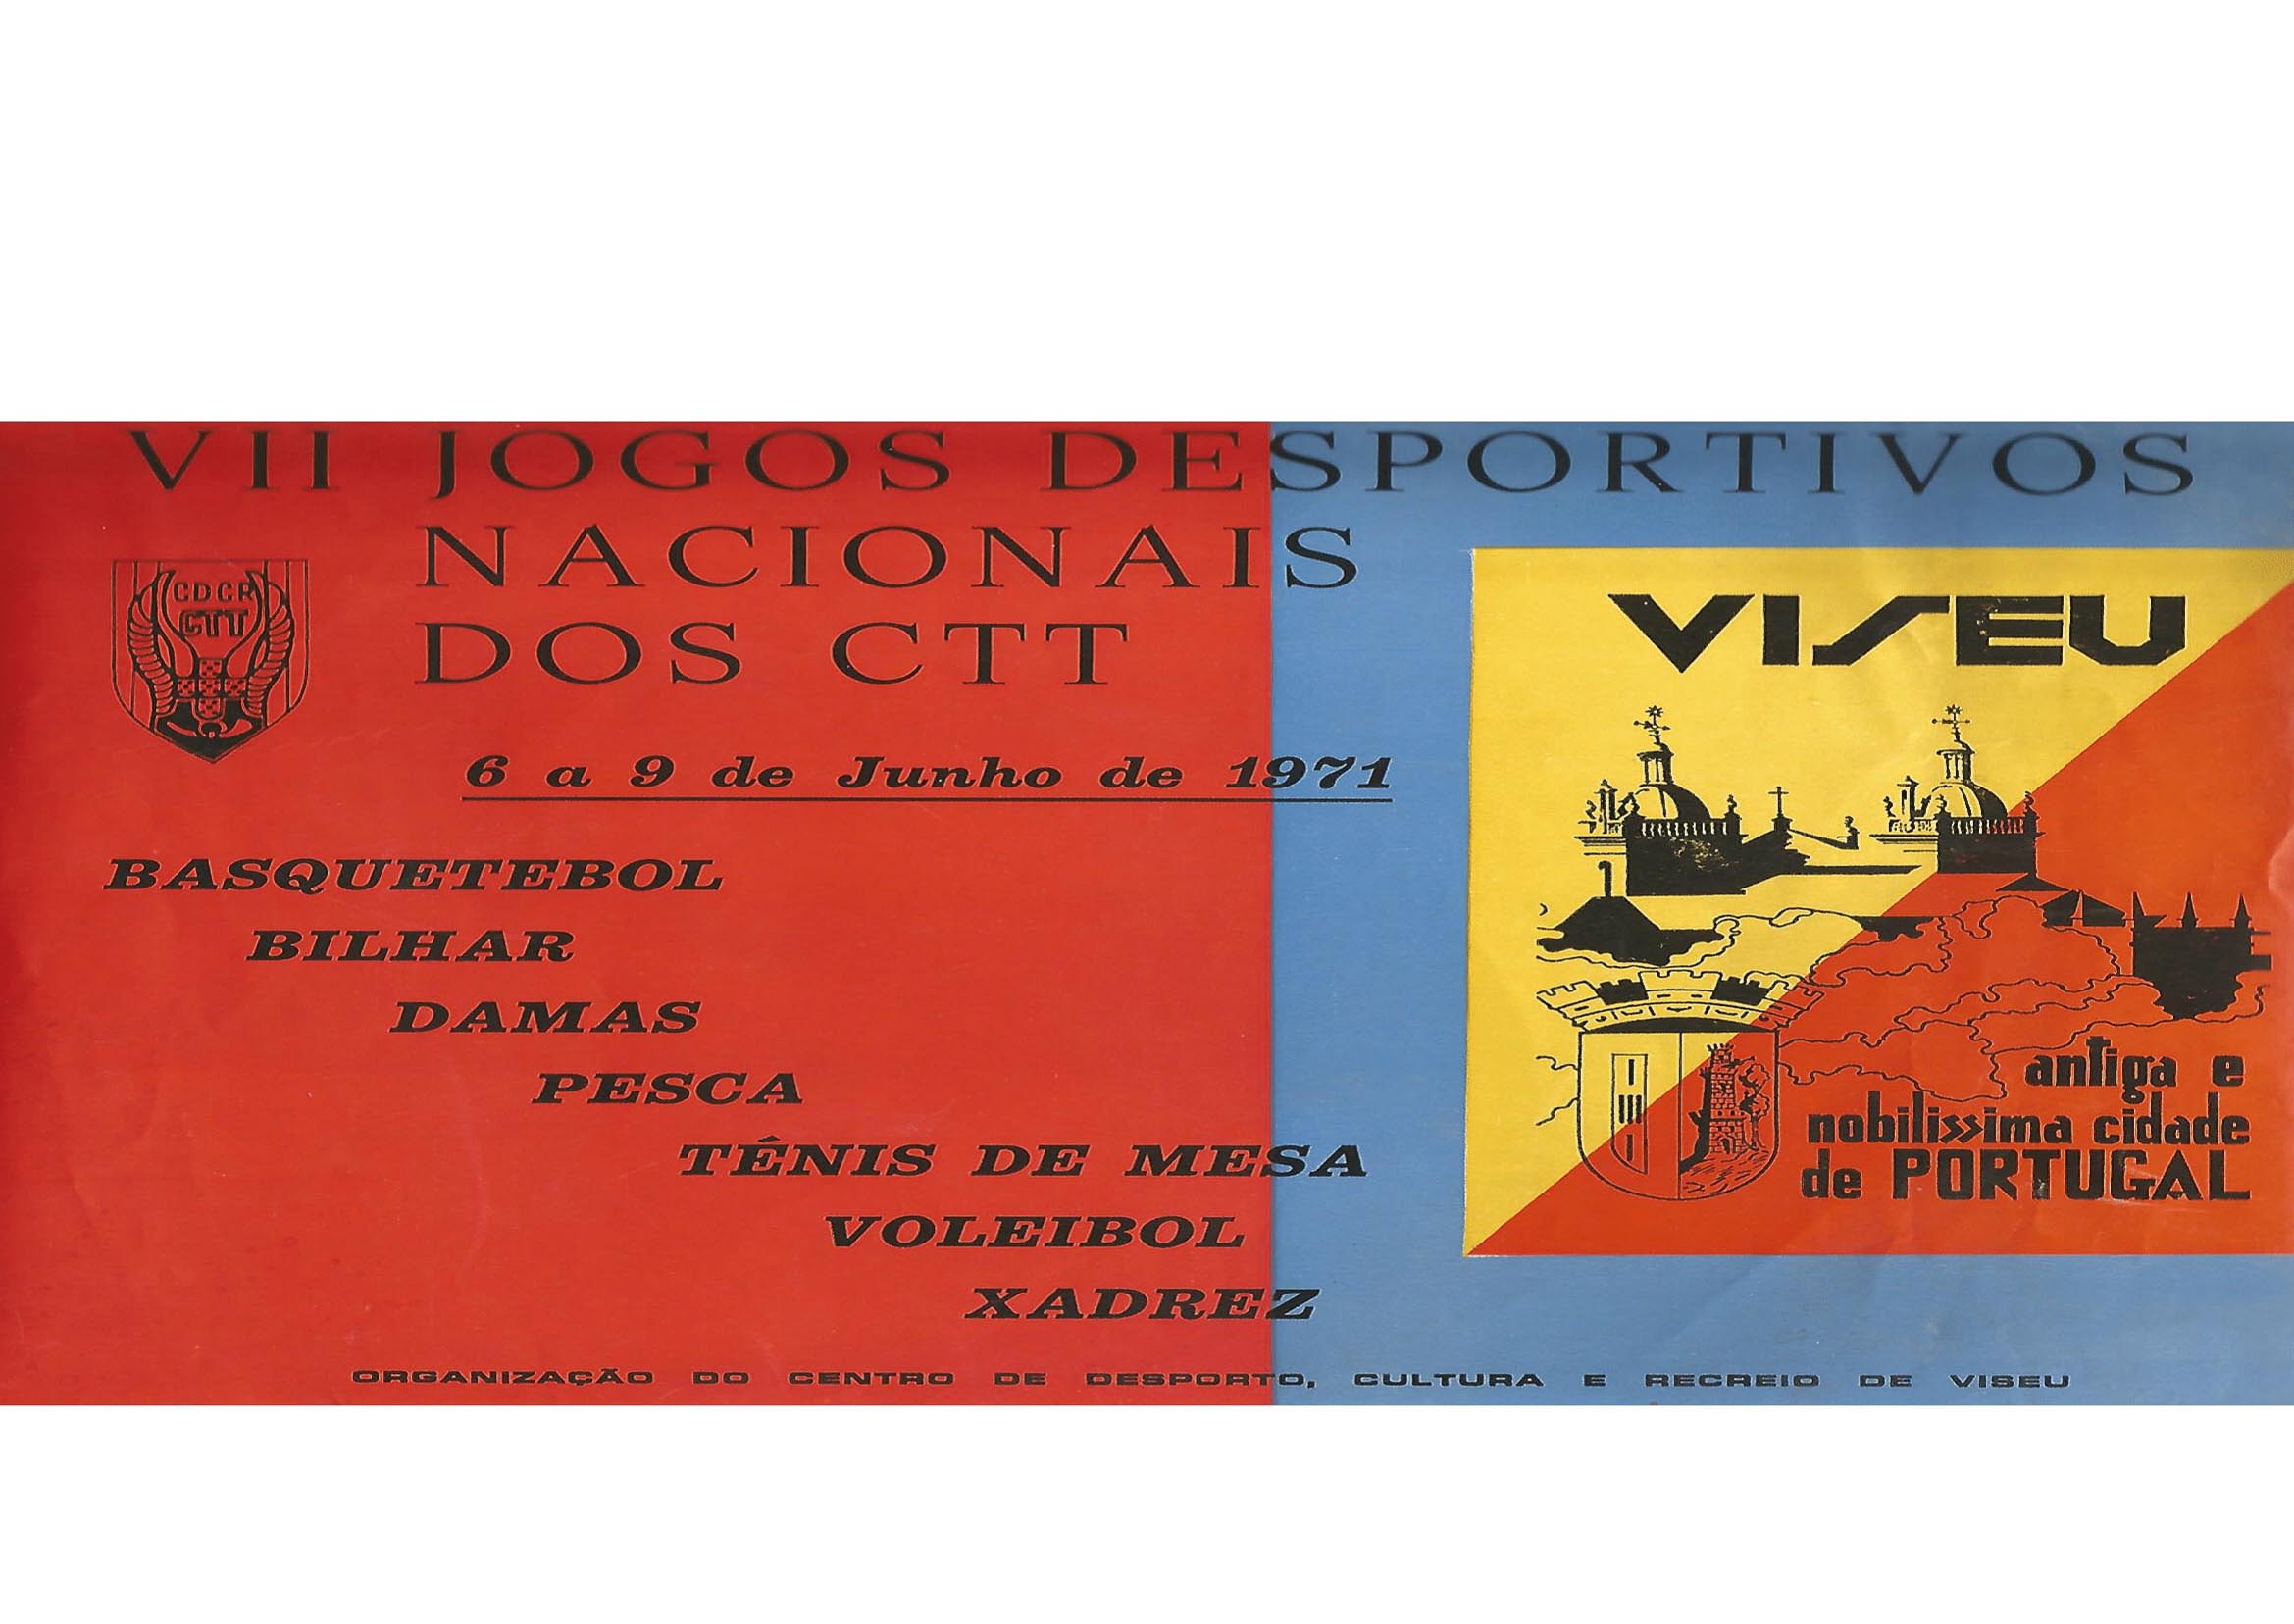 VII JOGOS DESPORTIVOS
NACIONAIS
DOS CTT
CDCR
CTT
6 a 9 de Junho de 1971
BASQUETEBOL
BILHAR
DAMAS
PESCA
TÉNIS DE MESA
VOLEIBOL
XADREZ
VISEU
antiga e
nobilissima cidade
de PORTUGAL
ORGANIZAÇÃO DO CENTRO DE DESPORTO, CULTURA E RECREIO DE VISEU